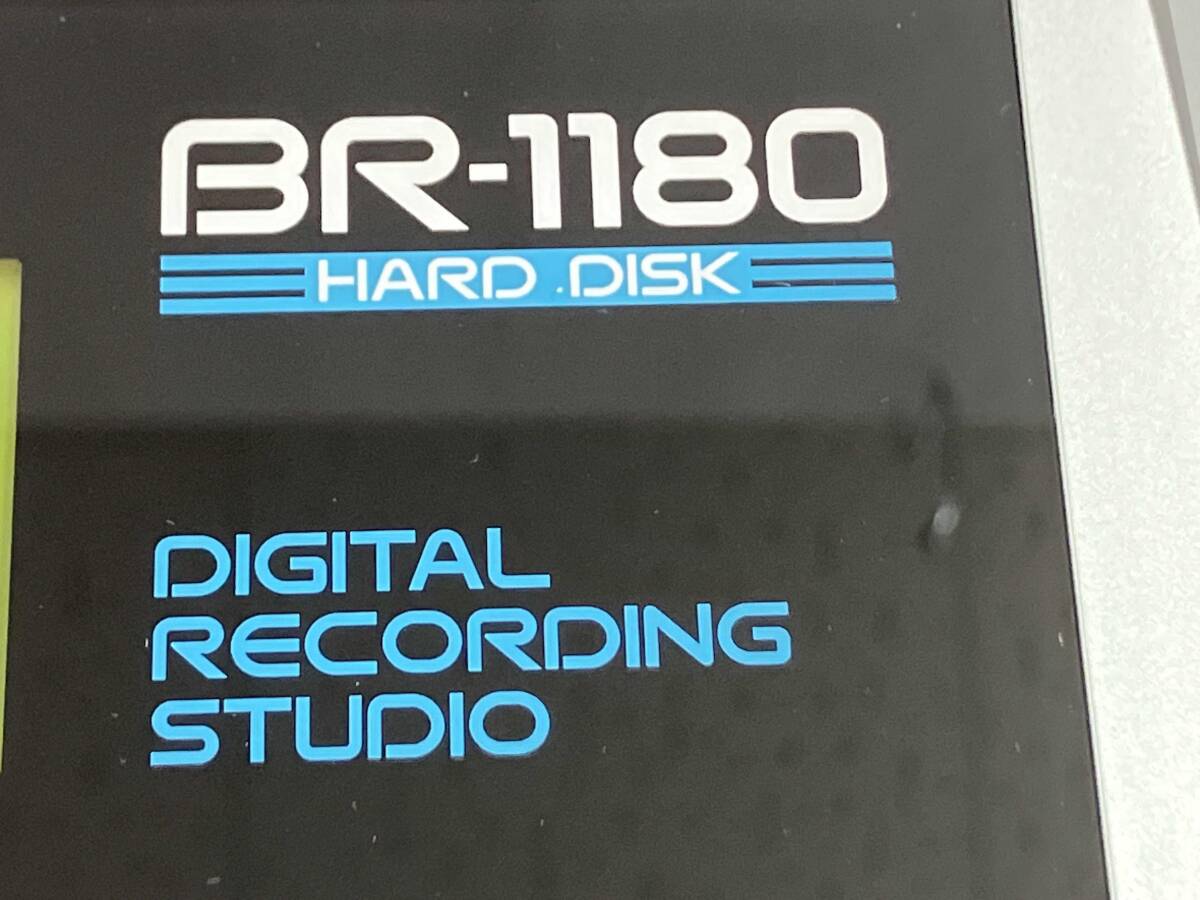 BR-1180
HARD DISK
DIGITAL
RECORDING
STUDIO